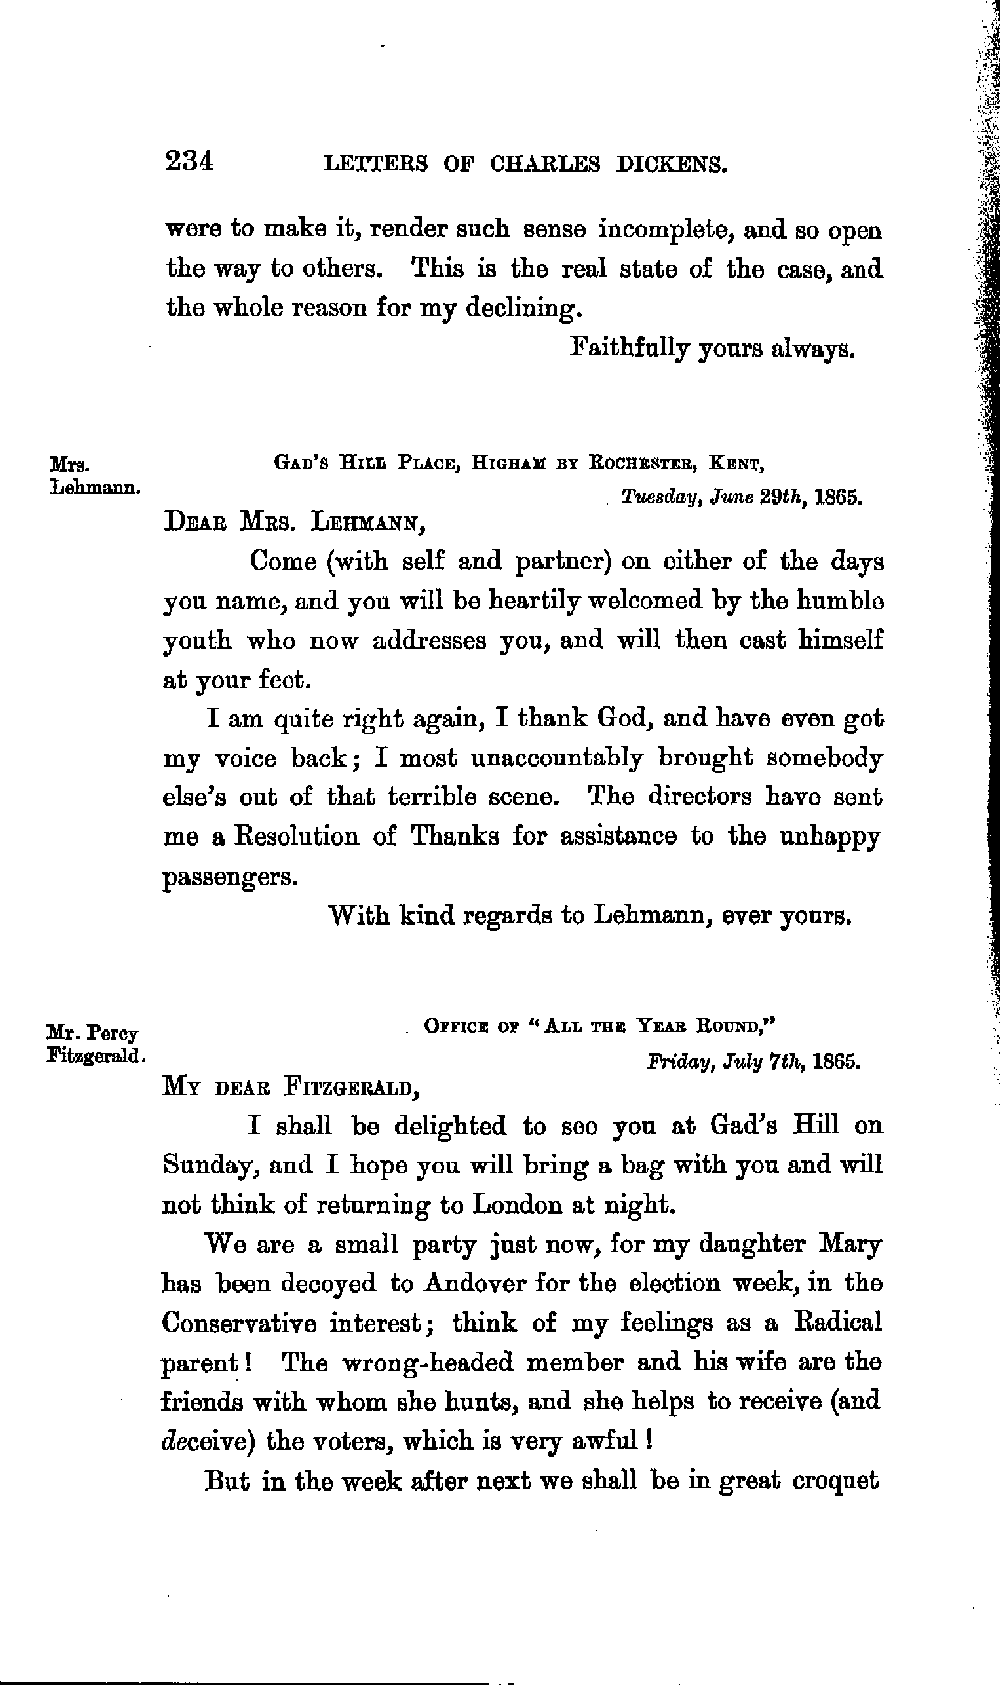 234 LETTERS OF CHARLES DICKENS.
were to make it, render such sense incomplete, and so open
the way to others. This is the real state of the case, and
the whole reason for my declining.
Faithfully yours always.
Mrs.
Lehmann.
GAD'S HILL PLACE, HIGHAM BY ROCHESTER, KENT,
Tuesday, June 29th, 1865.
DEAR MRS. LEHMANN,
Come (with self and partner) on either of the days
you name, and you will be heartily welcomed by the humble
youth who now addresses you, and will then cast himself
at your feet.
I am quite right again, I thank God, and have even got
my voice back; I most unaccountably brought somebody
else's out of that terrible scene. The directors have sent
me a Resolution of Thanks for assistance to the unhappy
passengers.
With kind regards to Lehmann, ever yours.
Mr. Percy
Fitzgerald.
OFFICE OF "ALL THE YEAR ROUND,"
Friday, July 7th, 1865.
MY DEAR FITZGERALD,
I shall be delighted to see you at Gad's Hill on
Sunday, and I hope you will bring a bag with you and will
not think of returning to London at night.
We are a small party just now, for my daughter Mary
has been decoyed to Andover for the election week, in the
Conservative interest; think of my feelings as a Radical
parent! The wrong-headed member and his wife are the
friends with whom she hunts, and she helps to receive (and
deceive) the voters, which is very awful!
But in the week after next we shall be in great croquet